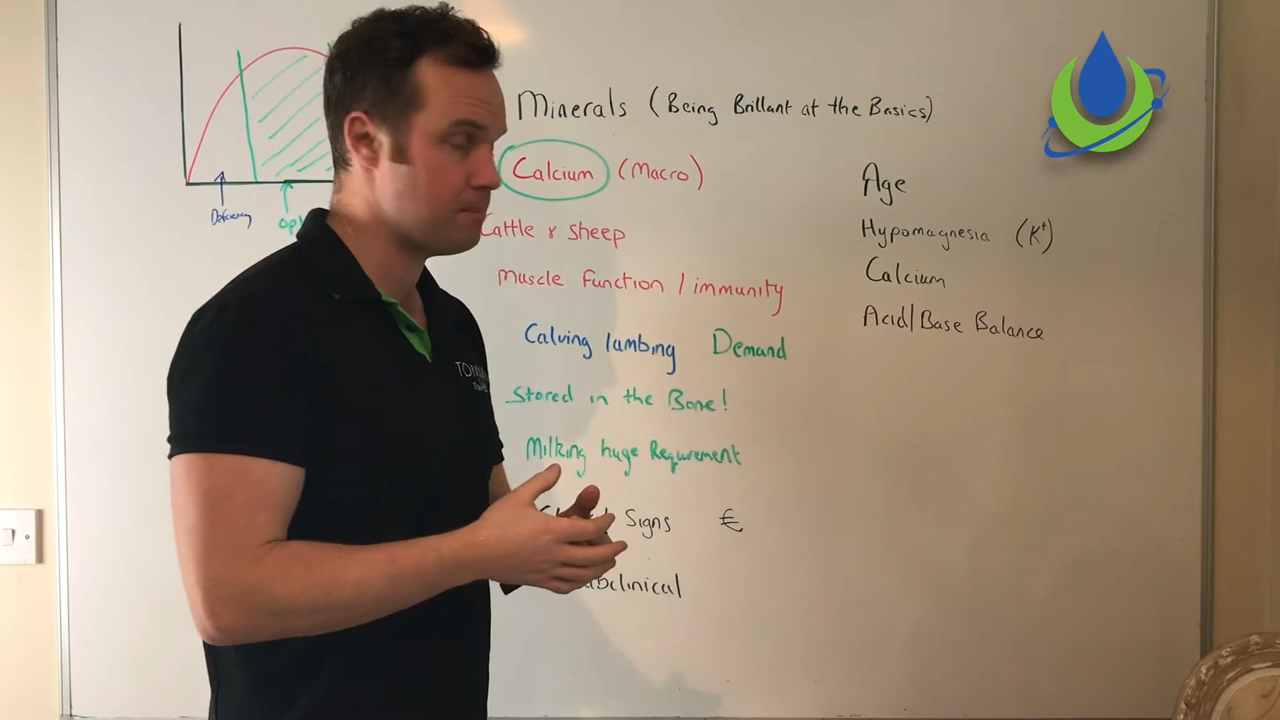 Minerals (Being Brillant at the Basics)
Calcium (Macro)
Cattle & sheep
Muscle function / immunity
Calving lambing Demand
Stored in the Bone!
Milking huge Requirement
Signs €
Deficiency
Age
Hypomagnesia (K+)
Calcium
Acid/Base Balance